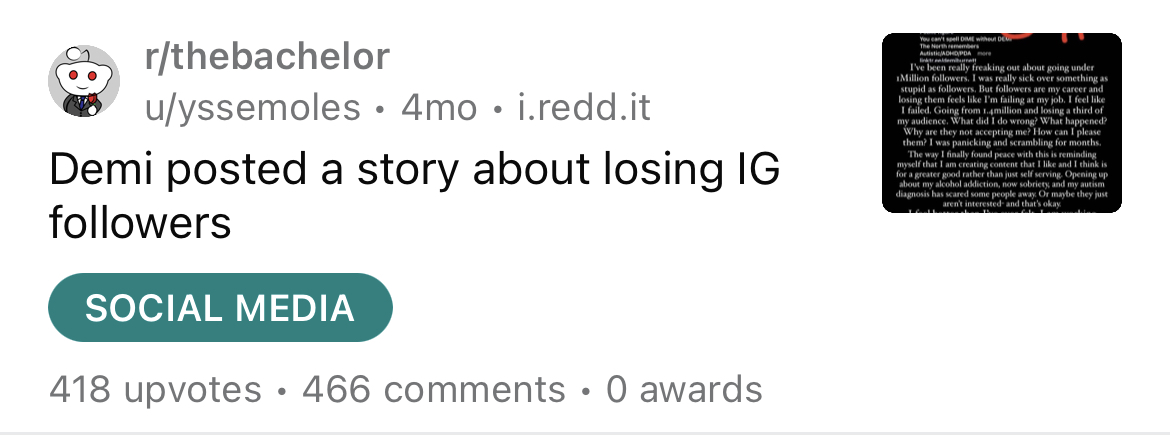 r/thebachelor
u/yssemoles • 4mo • i.redd.it
Demi posted a story about losing IG
followers
SOCIAL MEDIA
418 upvotes • 466 comments • 0 awards
You can't spell DIME without
The North remembers
Autistic/ADHD/PDA more
linktr.ee/demiburnett
I've been really freaking out about going under
1Million followers. I was really sick over something as
stupid as followers. But followers are my career and
losing them feels like I'm failing at my job. I feel like
I failed. Going from 1.4million and losing a third of
my audience. What did I do wrong? What happened?
Why are they not accepting me? How can I please
them? I was panicking and scrambling for months.
The way I finally found peace with this is reminding
myself that I am creating content that I like and I think is
for a greater good rather than just self serving. Opening up
about my alcohol addiction, now sobriety, and my autism
diagnosis has scared some people away. Or maybe they just
aren't interested- and that's okay.